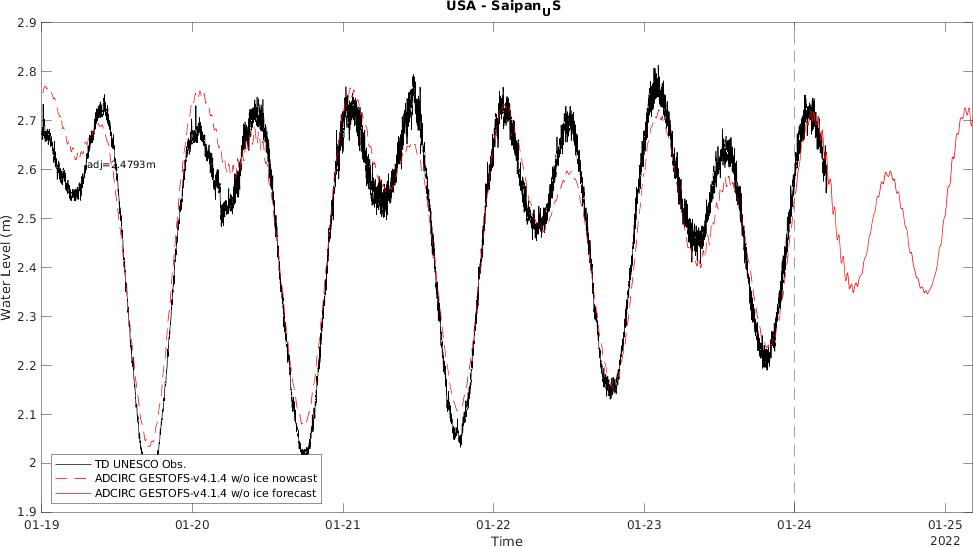 USA - SaipanUS
2.9
2.8
2.7
2.6
2.5
2.4
2.3
2.2
2.1
2
1.9
Water Level (m)
adj=2.4793m
TD UNESCO Obs.
ADCIRC GESTOFS-v4.1.4 w/o ice nowcast
ADCIRC GESTOFS-v4.1.4 w/o ice forecast
01-19 01-20 01-21 01-22 01-23 01-24 01-25
Time
2022